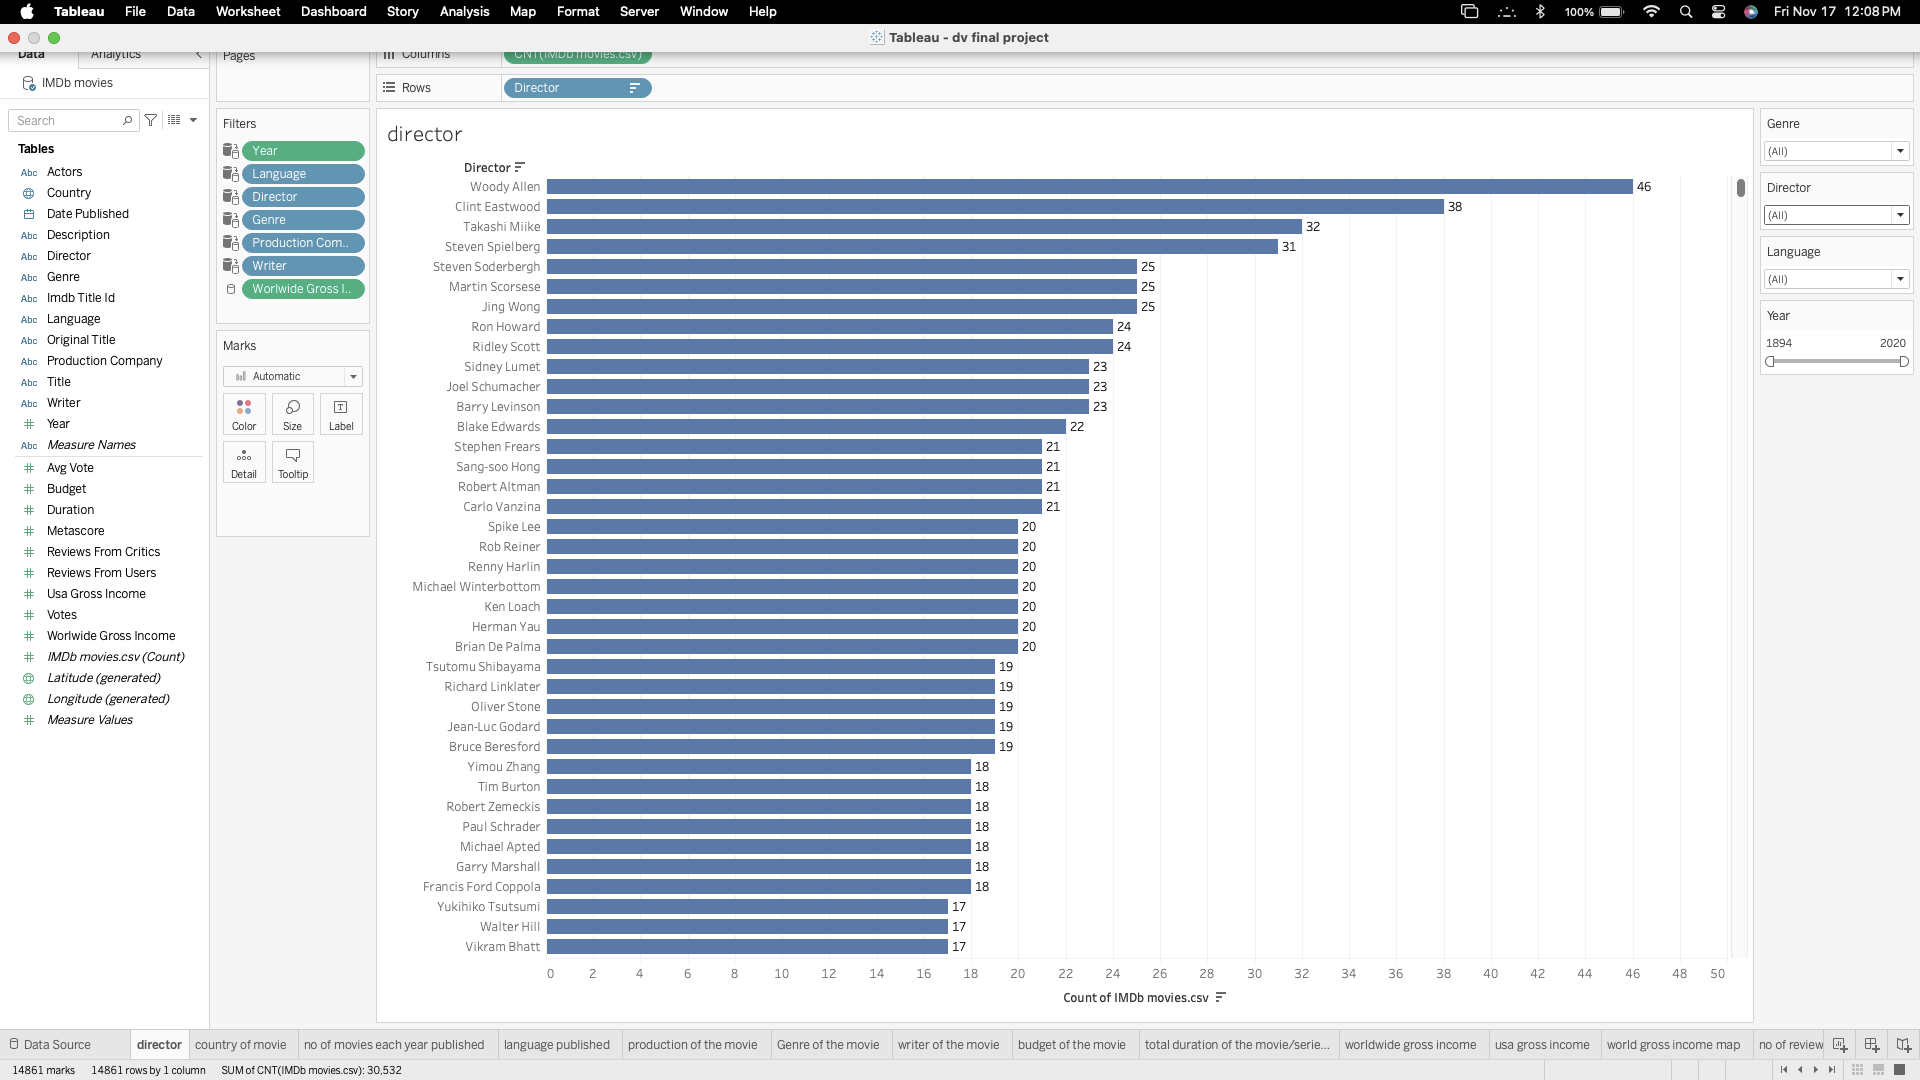 Tableau File Data Worksheet Dashboard Story Analysis Map Format Server Window Help 100% Fri Nov 17 12:08 PM
Tableau - dv final project
Data Analytics Pages Columns CNT(IMDb movies.csv)
IMDb movies
Rows Director
Search
Tables
Abc Actors
Country
Date Published
Abc Description
Abc Director
Abc Genre
Abc Imdb Title Id
Abc Language
Abc Original Title
Abc Production Company
Abc Title
Abc Writer
Year
Abc Measure Names
Avg Vote
Budget
Duration
Metascore
Reviews From Critics
Reviews From Users
Usa Gross Income
Votes
Worlwide Gross Income
IMDb movies.csv (Count)
Latitude (generated)
Longitude (generated)
Measure Values
Filters
Year
Language
Director
Genre
Production Com..
Writer
Worlwide Gross I..
Marks
Automatic
Color Size Label
Detail Tooltip
director
Director
Woody Allen 46
Clint Eastwood 38
Takashi Miike 32
Steven Spielberg 31
Steven Soderbergh 25
Martin Scorsese 25
Jing Wong 25
Ron Howard 24
Ridley Scott 24
Sidney Lumet 23
Joel Schumacher 23
Barry Levinson 23
Blake Edwards 22
Stephen Frears 21
Sang-soo Hong 21
Robert Altman 21
Carlo Vanzina 21
Spike Lee 20
Rob Reiner 20
Renny Harlin 20
Michael Winterbottom 20
Ken Loach 20
Herman Yau 20
Brian De Palma 20
Tsutomu Shibayama 19
Richard Linklater 19
Oliver Stone 19
Jean-Luc Godard 19
Bruce Beresford 19
Yimou Zhang 18
Tim Burton 18
Robert Zemeckis 18
Paul Schrader 18
Michael Apted 18
Garry Marshall 18
Francis Ford Coppola 18
Yukihiko Tsutsumi 17
Walter Hill 17
Vikram Bhatt 17
0 2 4 6 8 10 12 14 16 18 20 22 24 26 28 30 32 34 36 38 40 42 44 46 48 50
Count of IMDb movies.csv
Genre
(All)
Director
(All)
Language
(All)
Year
1894 2020
Data Source director country of movie no of movies each year published language published production of the movie Genre of the movie writer of the movie budget of the movie total duration of the movie/serie... worldwide gross income usa gross income world gross income map no of review
14861 marks 14861 rows by 1 column SUM of CNT(IMDb movies.csv): 30,532